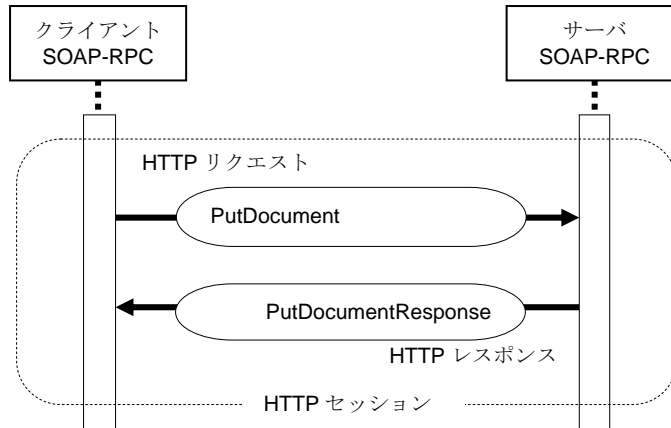 クライアント
SOAP-RPC
サーバ
SOAP-RPC
HTTP リクエスト
PutDocument
PutDocumentResponse
HTTP レスポンス
HTTP セッション